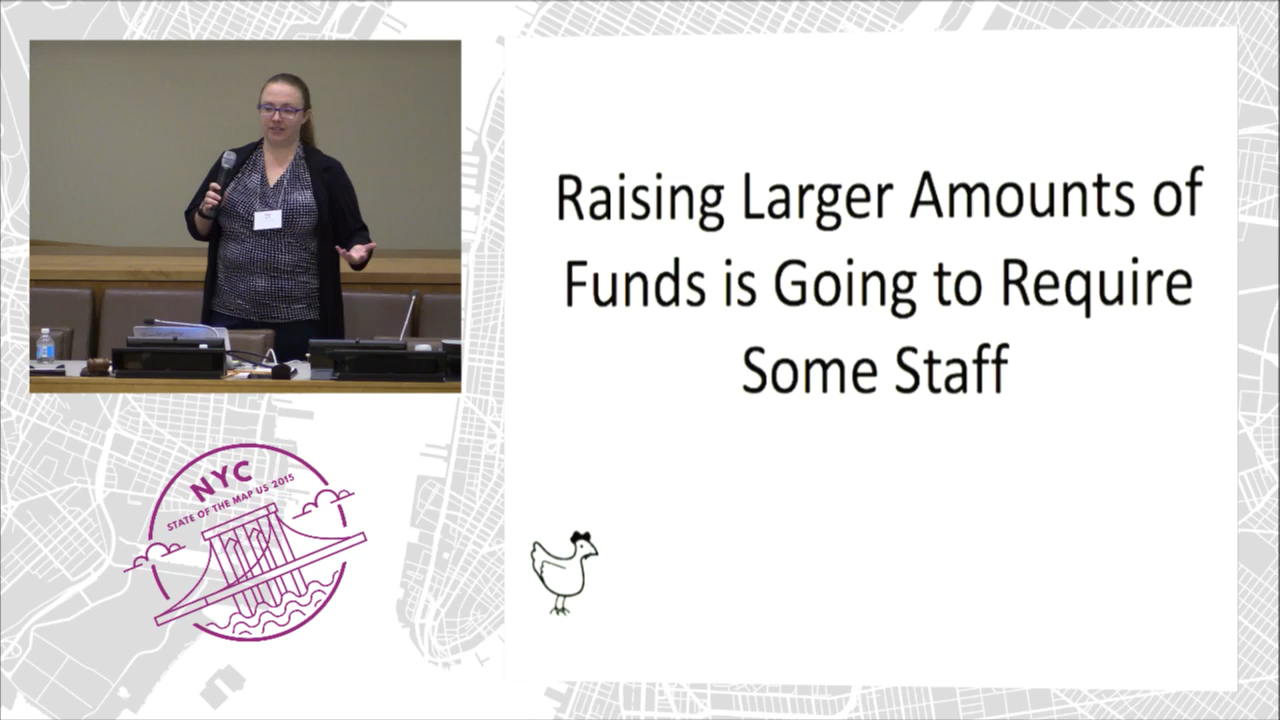 Raising Larger Amounts of
Funds is Going to Require
Some Staff
NYC
STATE OF THE MAP US 2015